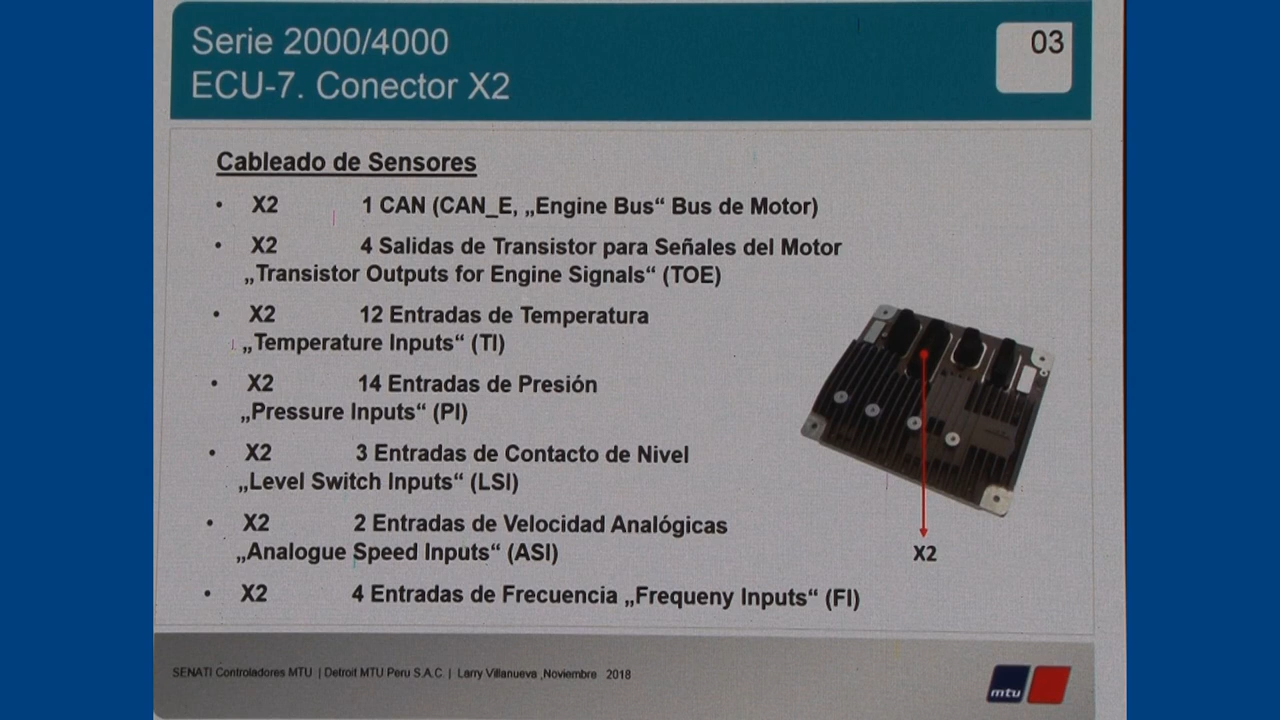 Serie 2000/4000
ECU-7. Conector X2
03
Cableado de Sensores
• X2 1 CAN (CAN_E, „Engine Bus“ Bus de Motor)
• X2 4 Salidas de Transistor para Señales del Motor
„Transistor Outputs for Engine Signals“ (TOE)
• X2 12 Entradas de Temperatura
„Temperature Inputs“ (TI)
• X2 14 Entradas de Presión
„Pressure Inputs“ (PI)
• X2 3 Entradas de Contacto de Nivel
„Level Switch Inputs“ (LSI)
• X2 2 Entradas de Velocidad Analógicas
„Analogue Speed Inputs“ (ASI)
• X2 4 Entradas de Frecuencia „Frequeny Inputs“ (FI)
X2
SENATI Controladores MTU | Detroit MTU Peru S.A.C. | Larry Villanueva ,Noviembre 2018
mtu